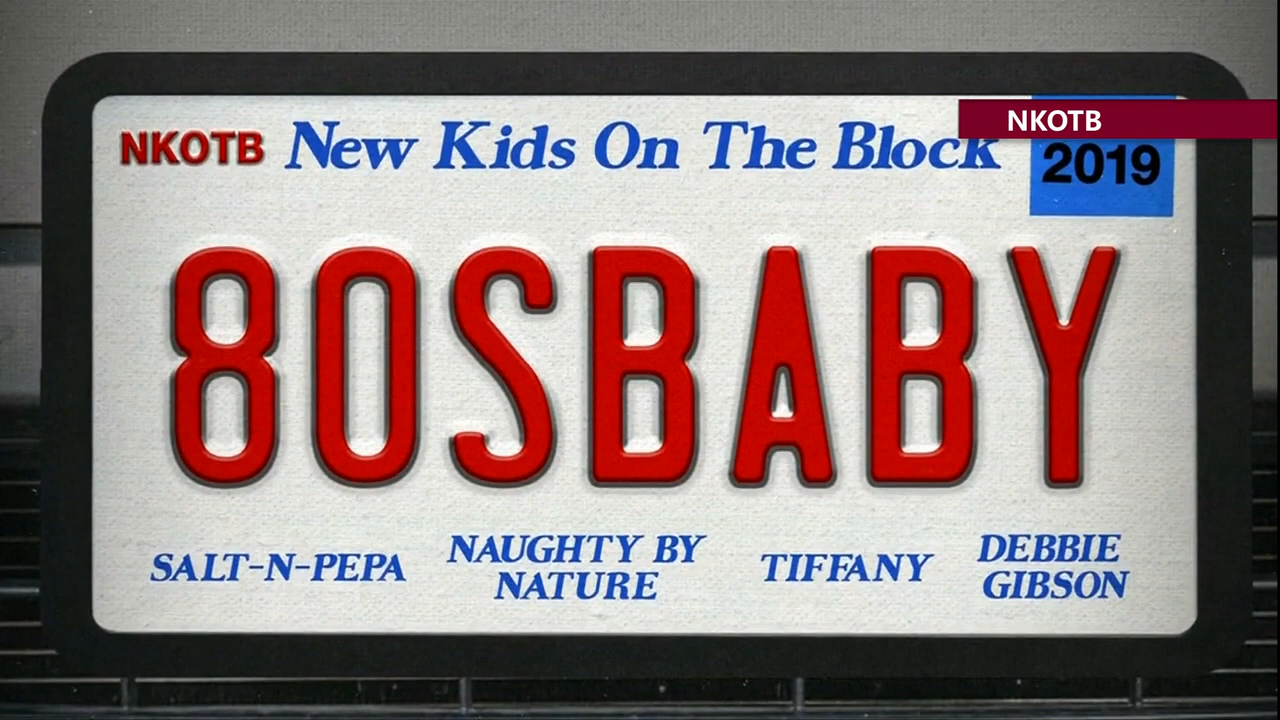 NKOTB
NKOTB New Kids On The Block
2019
80SBABY
SALT-N-PEPA
NAUGHTY BY
NATURE
TIFFANY
DEBBIE
GIBSON